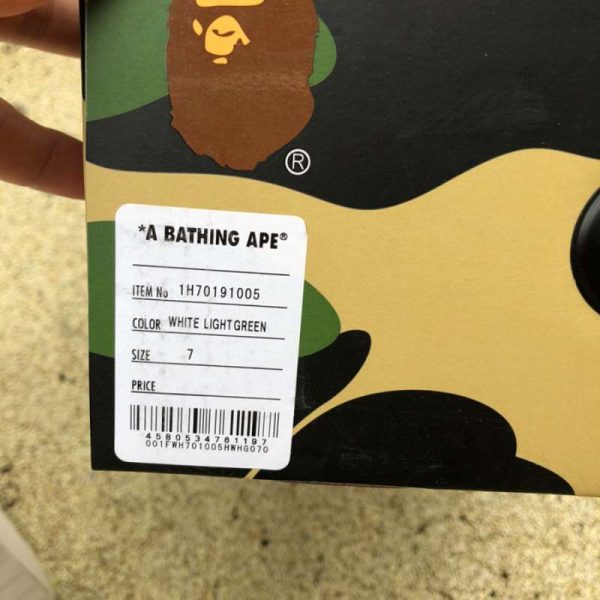 ®
*A BATHING APE®
ITEM No 1H70191005
COLOR WHITE LIGHTGREEN
SIZE 7
PRICE
4580534761197
001FWH701005HWHG070